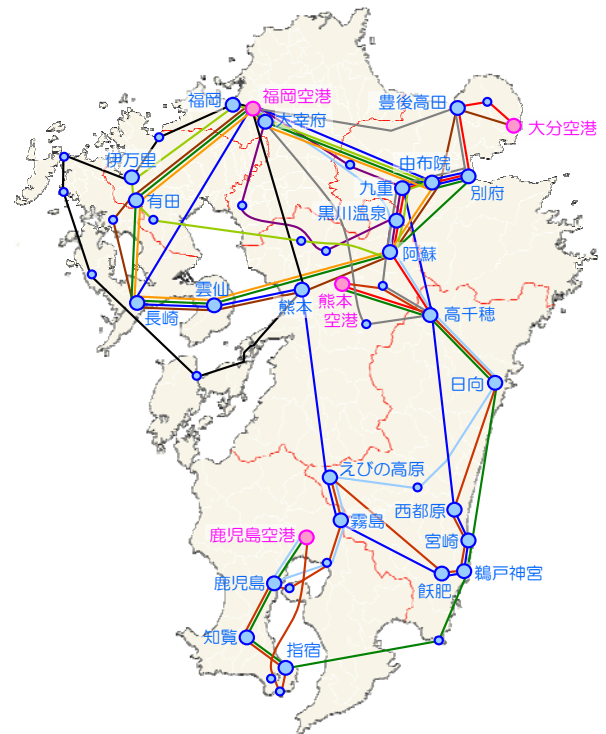 福岡
福岡空港
豊後高田
太宰府
大分空港
伊万里
由布院
有田
九重
別府
黒川温泉
阿蘇
雲仙
長崎
熊本
熊本
空港
高千穂
日向
えびの高原
西都原
霧島
鹿児島空港
宮崎
鵜戸神宮
鹿児島
飫肥
知覧
指宿